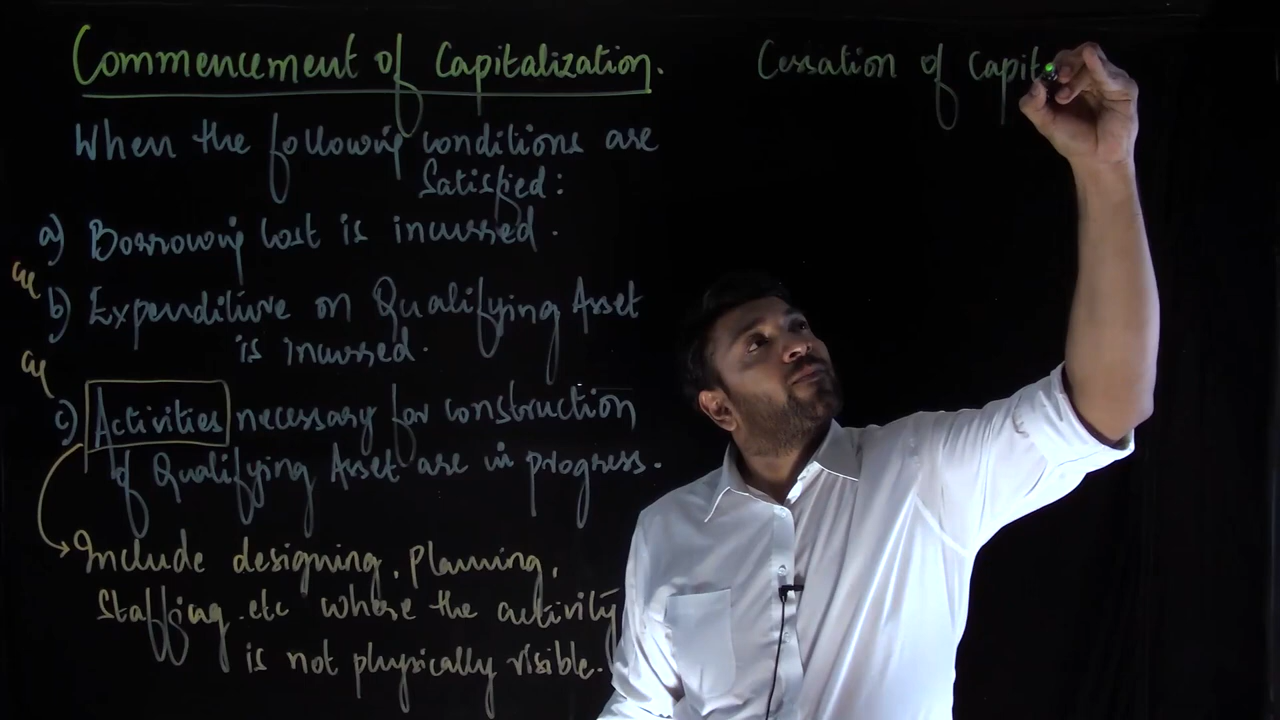 Commencement of Capitalization.
When the following conditions are
Satisfied:
a) Borrowing Cost is incurred.
b) Expenditure on Qualifying Asset
is incurred.
c) Activities necessary for construction
of Qualifying Asset are in progress.
Include designing, planning,
Staffing. etc where the activity
is not physically visible.
Cessation of Capit